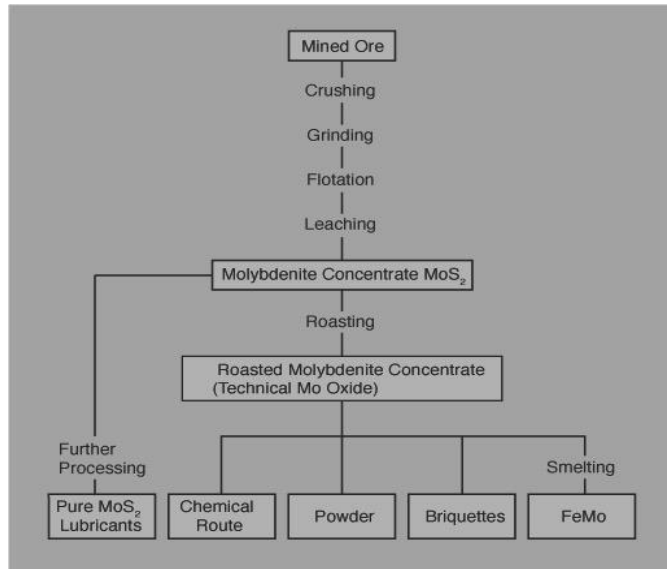 Mined Ore
Crushing
Grinding
Flotation
Leaching
Molybdenite Concentrate MoS₂
Roasting
Roasted Molybdenite Concentrate
(Technical Mo Oxide)
Further
Processing
Smelting
Pure MoS₂
Lubricants
Chemical
Route
Powder
Briquettes
FeMo